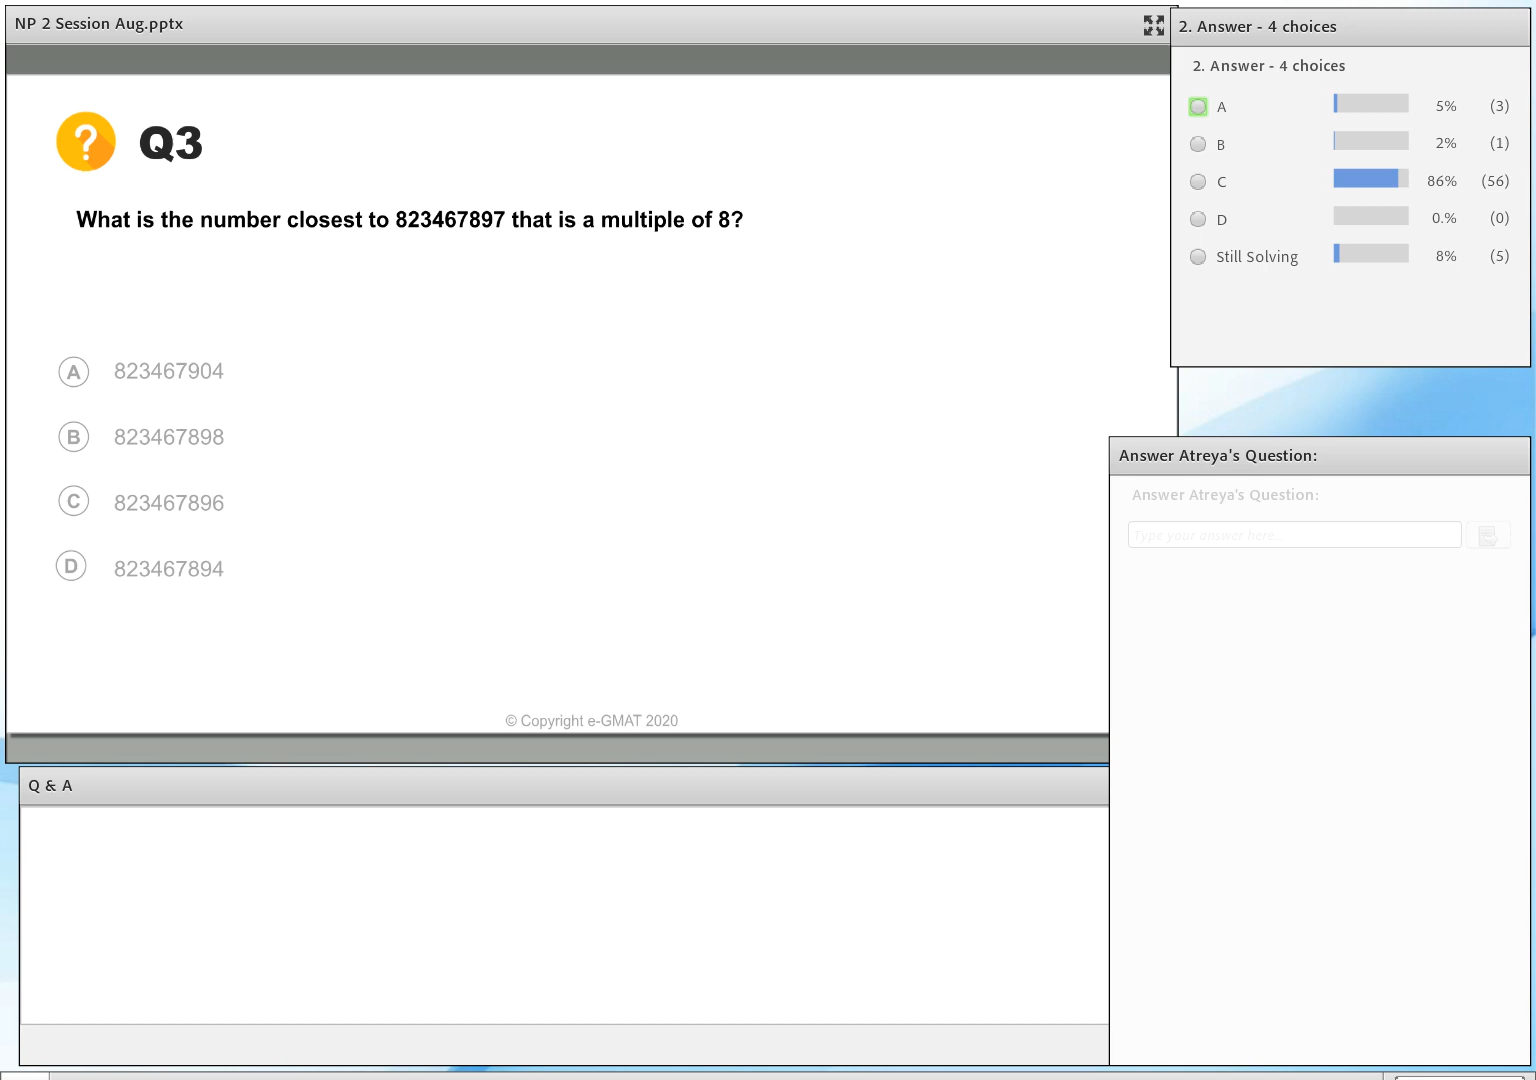 NP 2 Session Aug.pptx
Q3
What is the number closest to 823467897 that is a multiple of 8?
A 823467904
B 823467898
C 823467896
D 823467894
© Copyright e-GMAT 2020
2. Answer - 4 choices
2. Answer - 4 choices
A 5% (3)
B 2% (1)
C 86% (56)
D 0.% (0)
Still Solving 8% (5)
Answer Atreya's Question:
Answer Atreya's Question:
Type your answer here...
Q & A